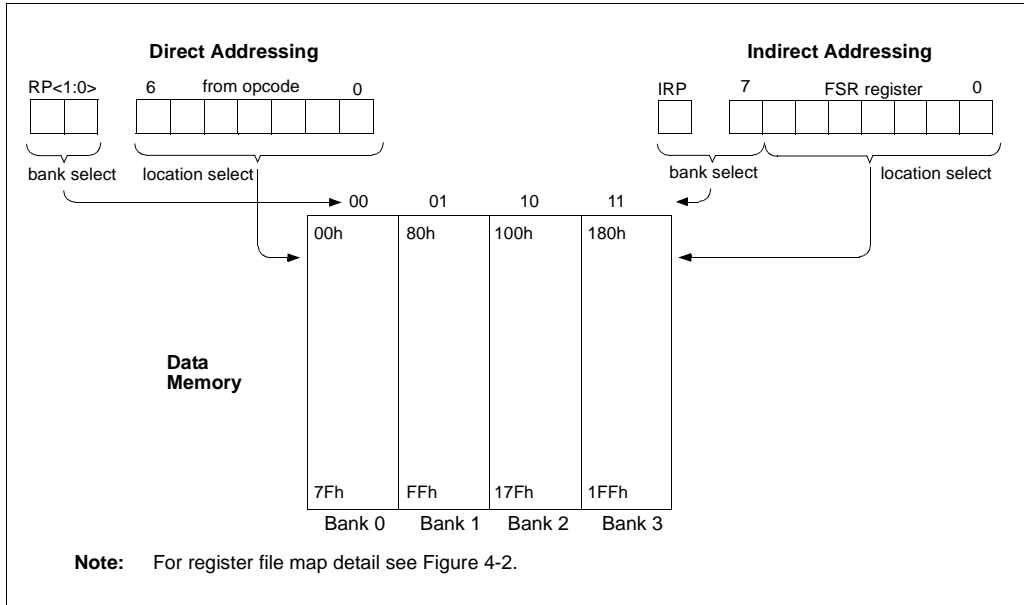 Direct Addressing
Indirect Addressing
RP<1:0> 6 from opcode 0
IRP 7 FSR register 0
bank select location select
bank select location select
00 01 10 11
00h 80h 100h 180h
Data
Memory
7Fh FFh 17Fh 1FFh
Bank 0 Bank 1 Bank 2 Bank 3
Note: For register file map detail see Figure 4-2.